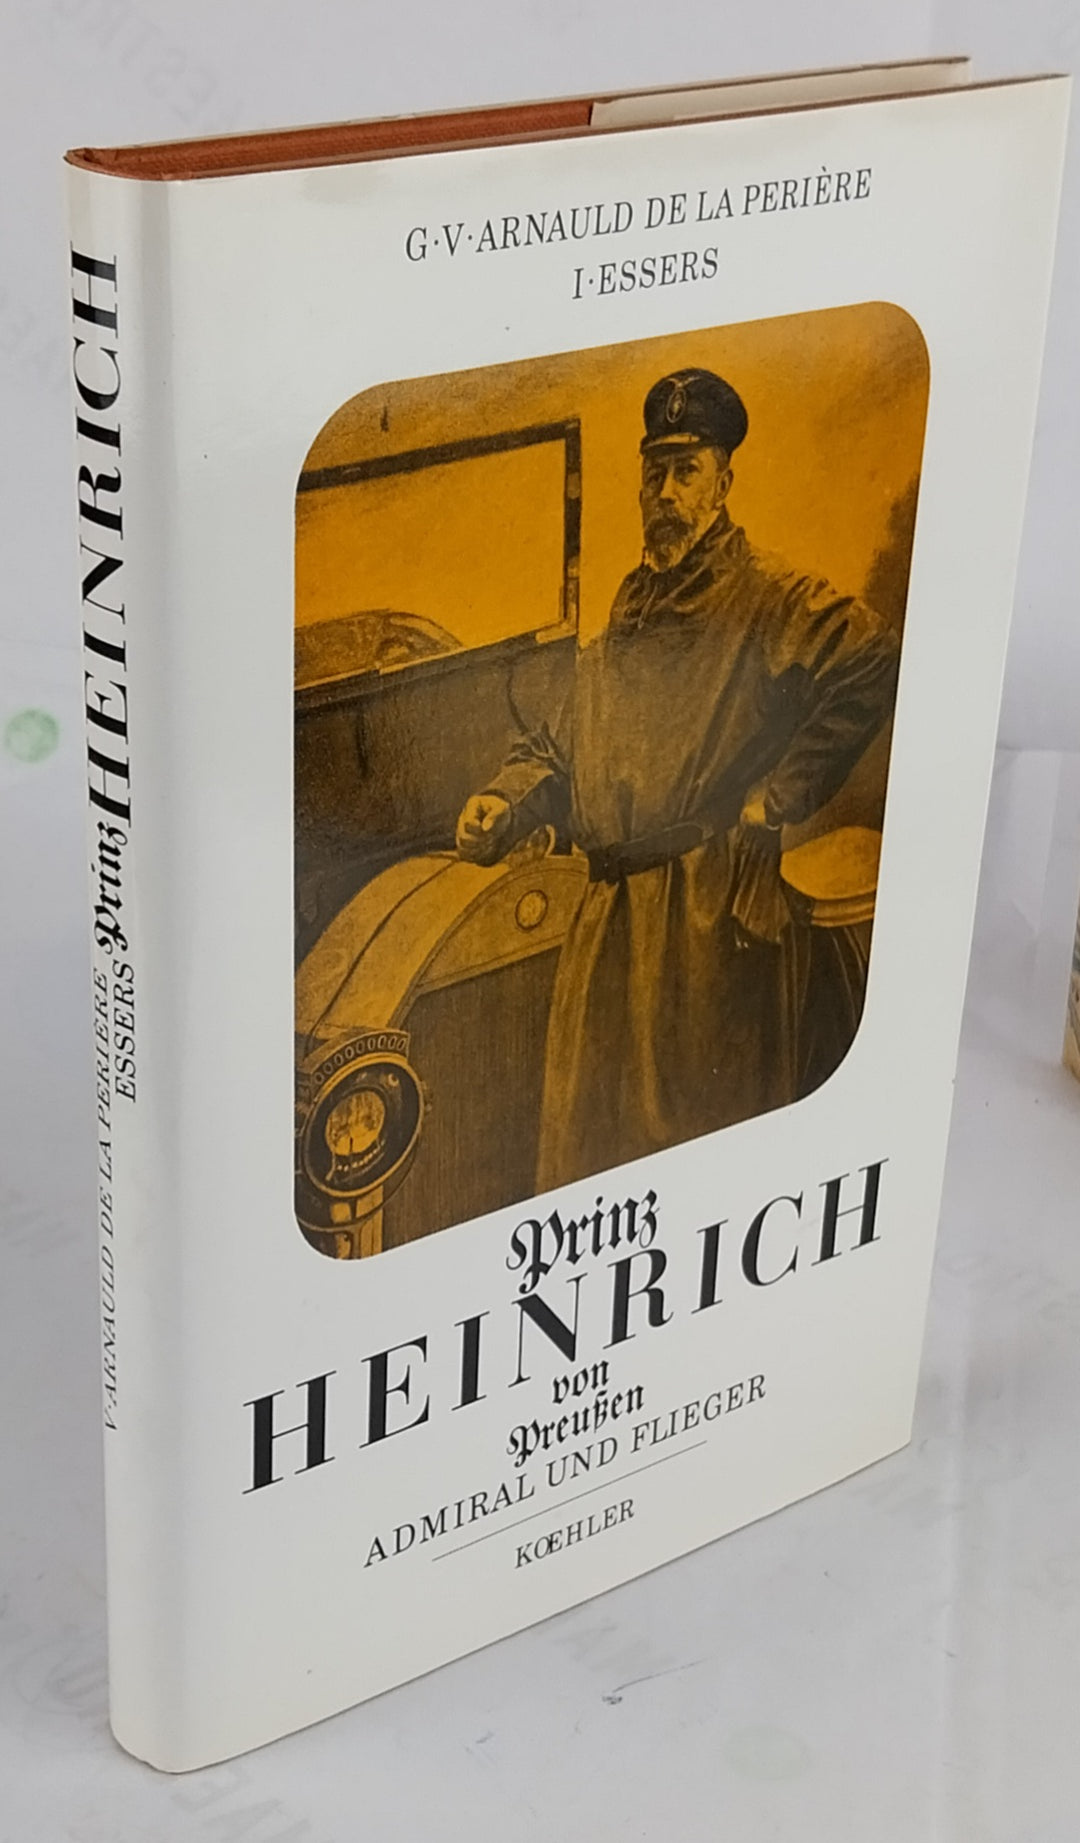 G·V·ARNAULD DE LA PERIÈRE
I·ESSERS
Prinz
HEINRICH
von
Preußen
ADMIRAL UND FLIEGER
KŒHLER
V·ARNAULD DE LA PERIERE
ESSERS
Prinz HEINRICH